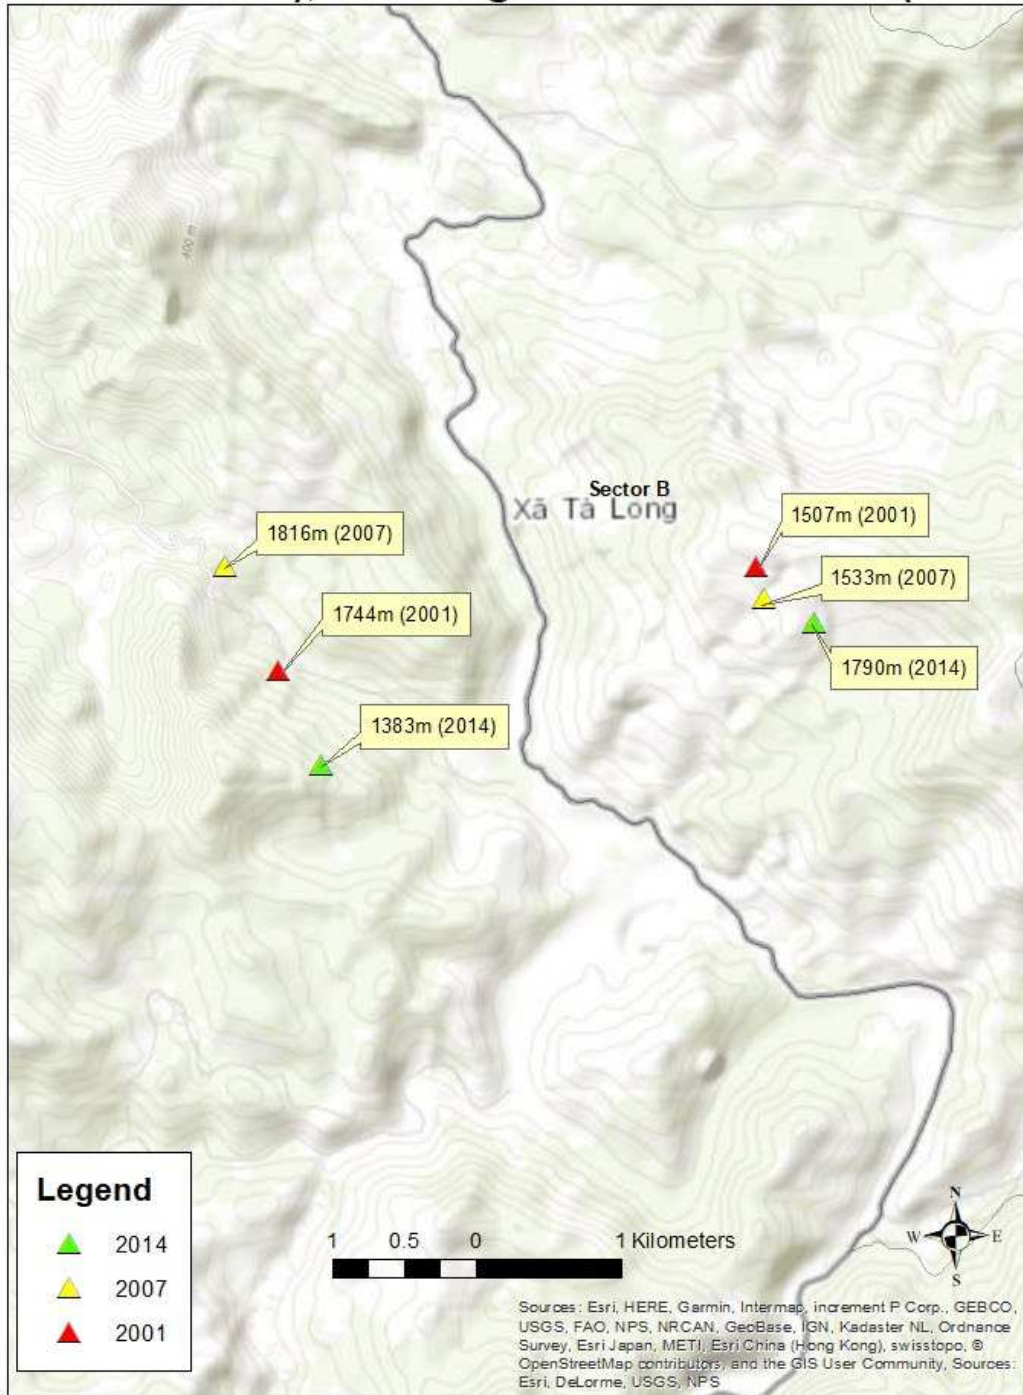 400 m
Sector B
Xã Tà Long
1507m (2001)
1816m (2007)
1533m (2007)
1744m (2001)
1790m (2014)
1383m (2014)
Legend
2014
2007
2001
1 0.5 0 1 Kilometers
N
W E
S
Sources: Esri, HERE, Garmin, Intermap, increment P Corp., GEBCO,
USGS, FAO, NPS, NRCAN, GeoBase, IGN, Kadaster NL, Ordnance
Survey, Esri Japan, METI, Esri China (Hong Kong), swisstopo, ©
OpenStreetMap contributors, and the GIS User Community, Sources:
Esri, DeLorme, USGS, NPS